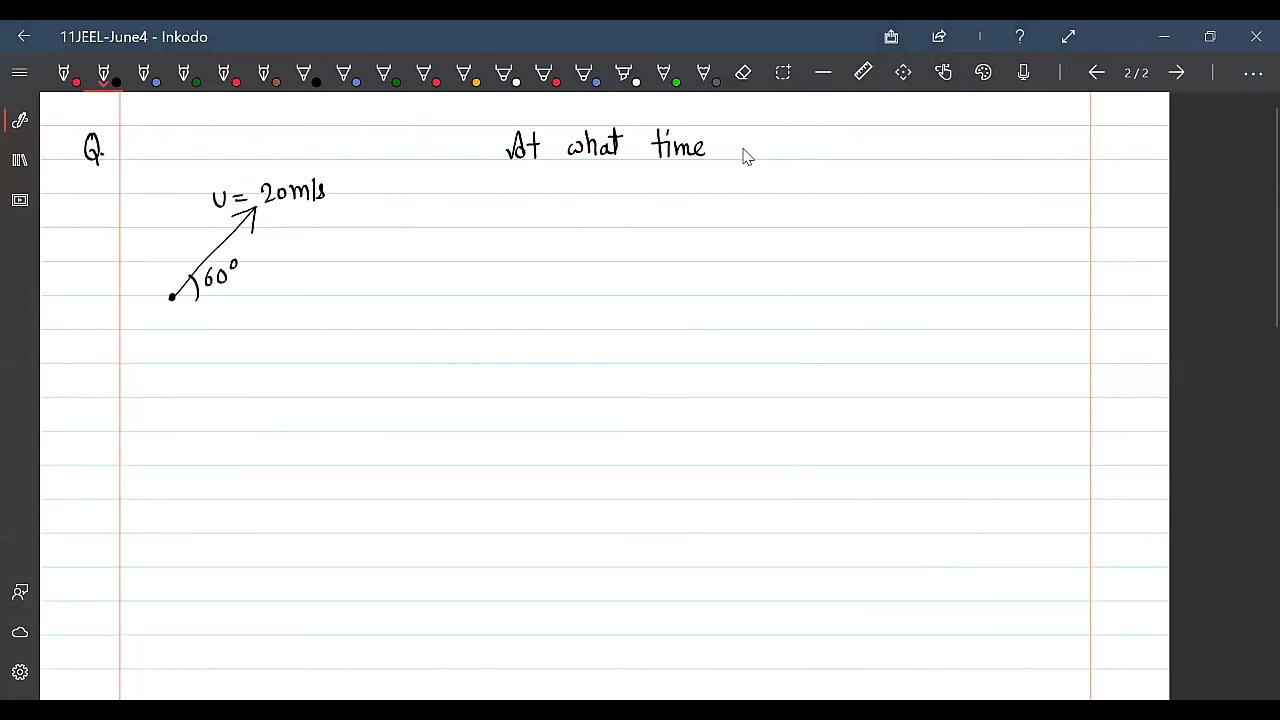 11JEEL-June4 - Inkodo
2/2
Q. At what time
u = 20m/s
60°